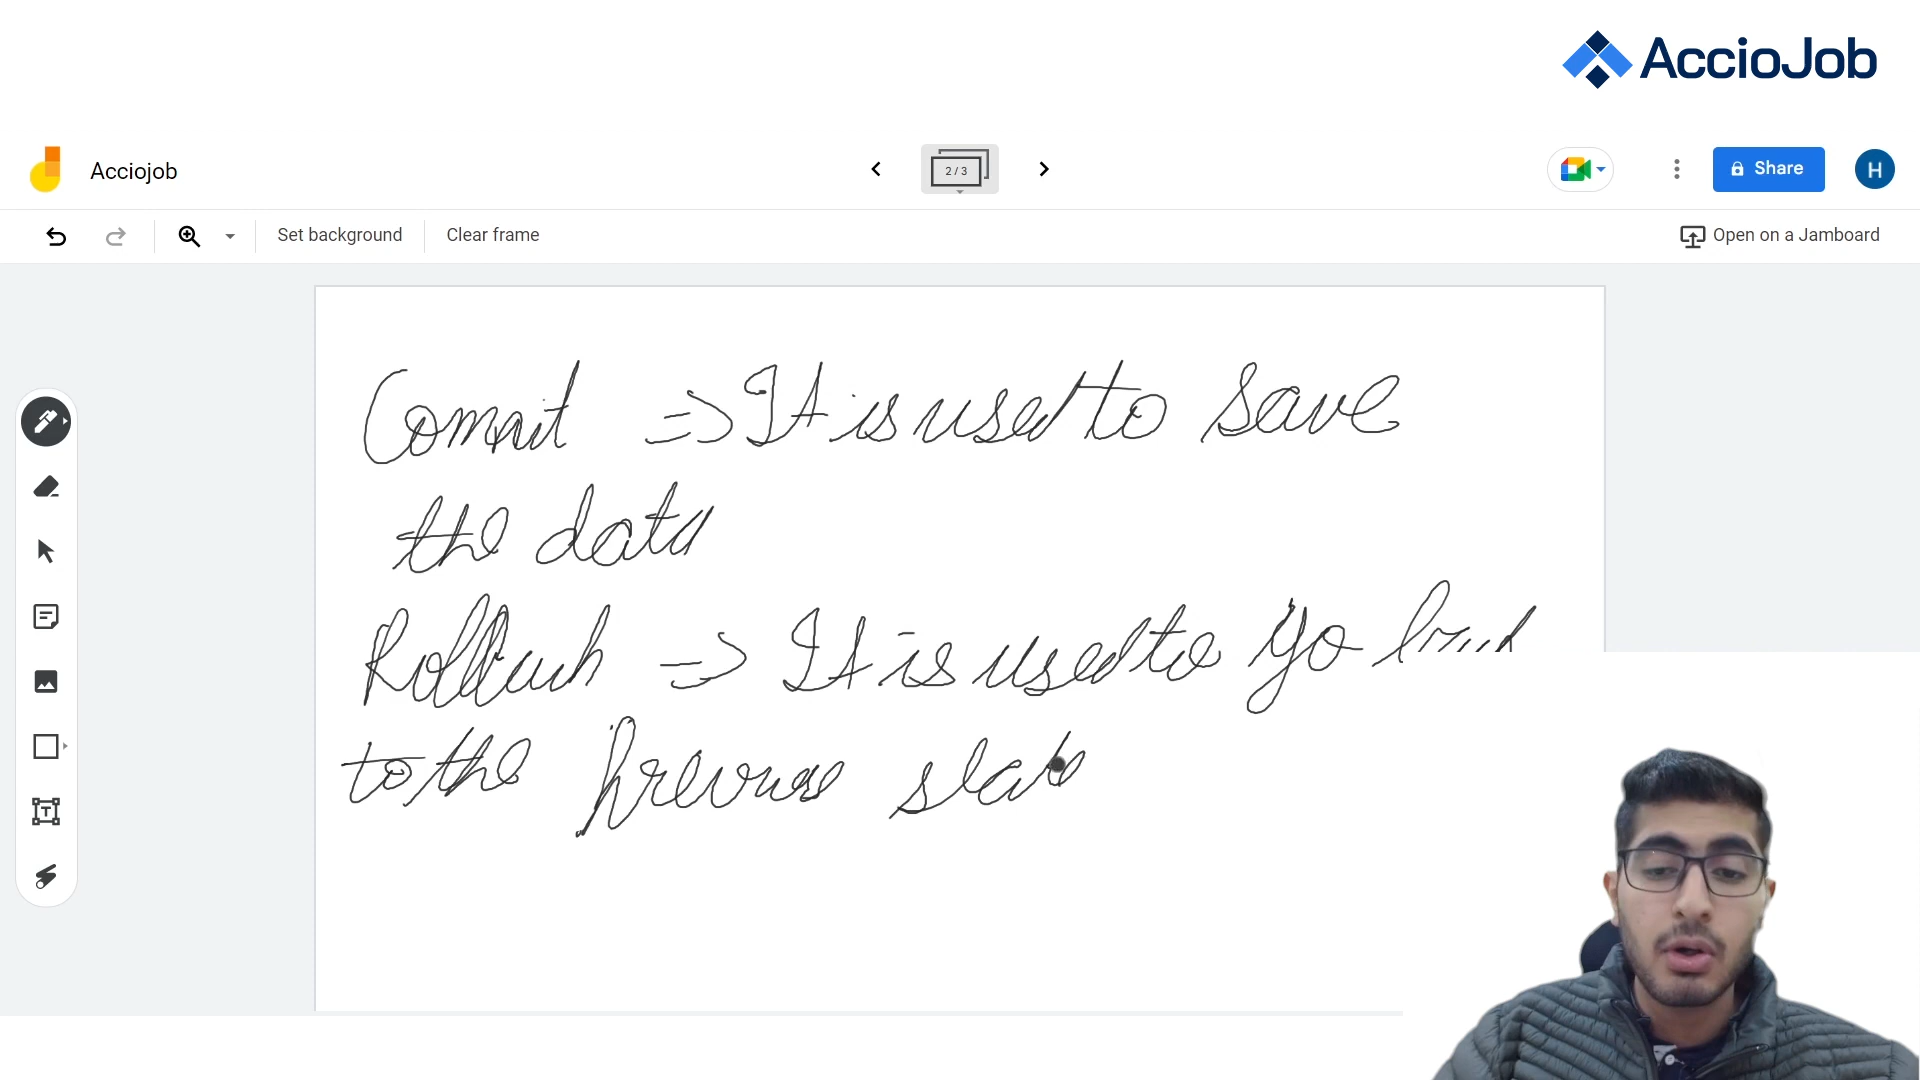 AccioJob
Acciojob
2 / 3
Share
H
Set background
Clear frame
Open on a Jamboard
Commit => It is used to save
the data
Rollback => It is used to go back
to the previous state
T